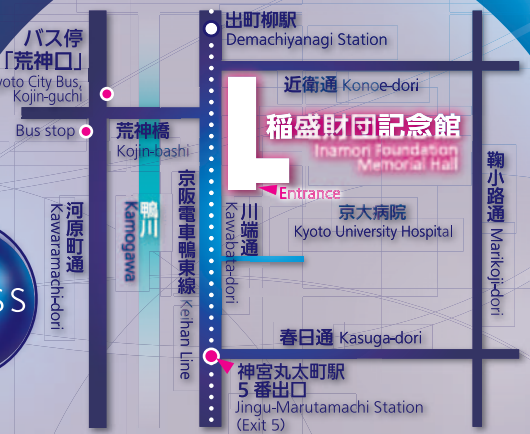 出町柳駅
Demachiyanagi Station
バス停
「荒神口」
yoto City Bus,
Kojin-guchi
Bus stop
近衛通 Konoe-dori
荒神橋
Kojin-bashi
稲盛財団記念館
Inamori Foundation
Memorial Hall
Entrance
鞠小路通 Marikoji-dori
河原町通
Kawaramachi-dori
鴨川
Kamogawa
京阪電車鴨東線 Keihan Line
川端通
Kawabata-dori
京大病院
Kyoto University Hospital
SS
春日通 Kasuga-dori
神宮丸太町駅
5 番出口
Jingu-Marutamachi Station
(Exit 5)